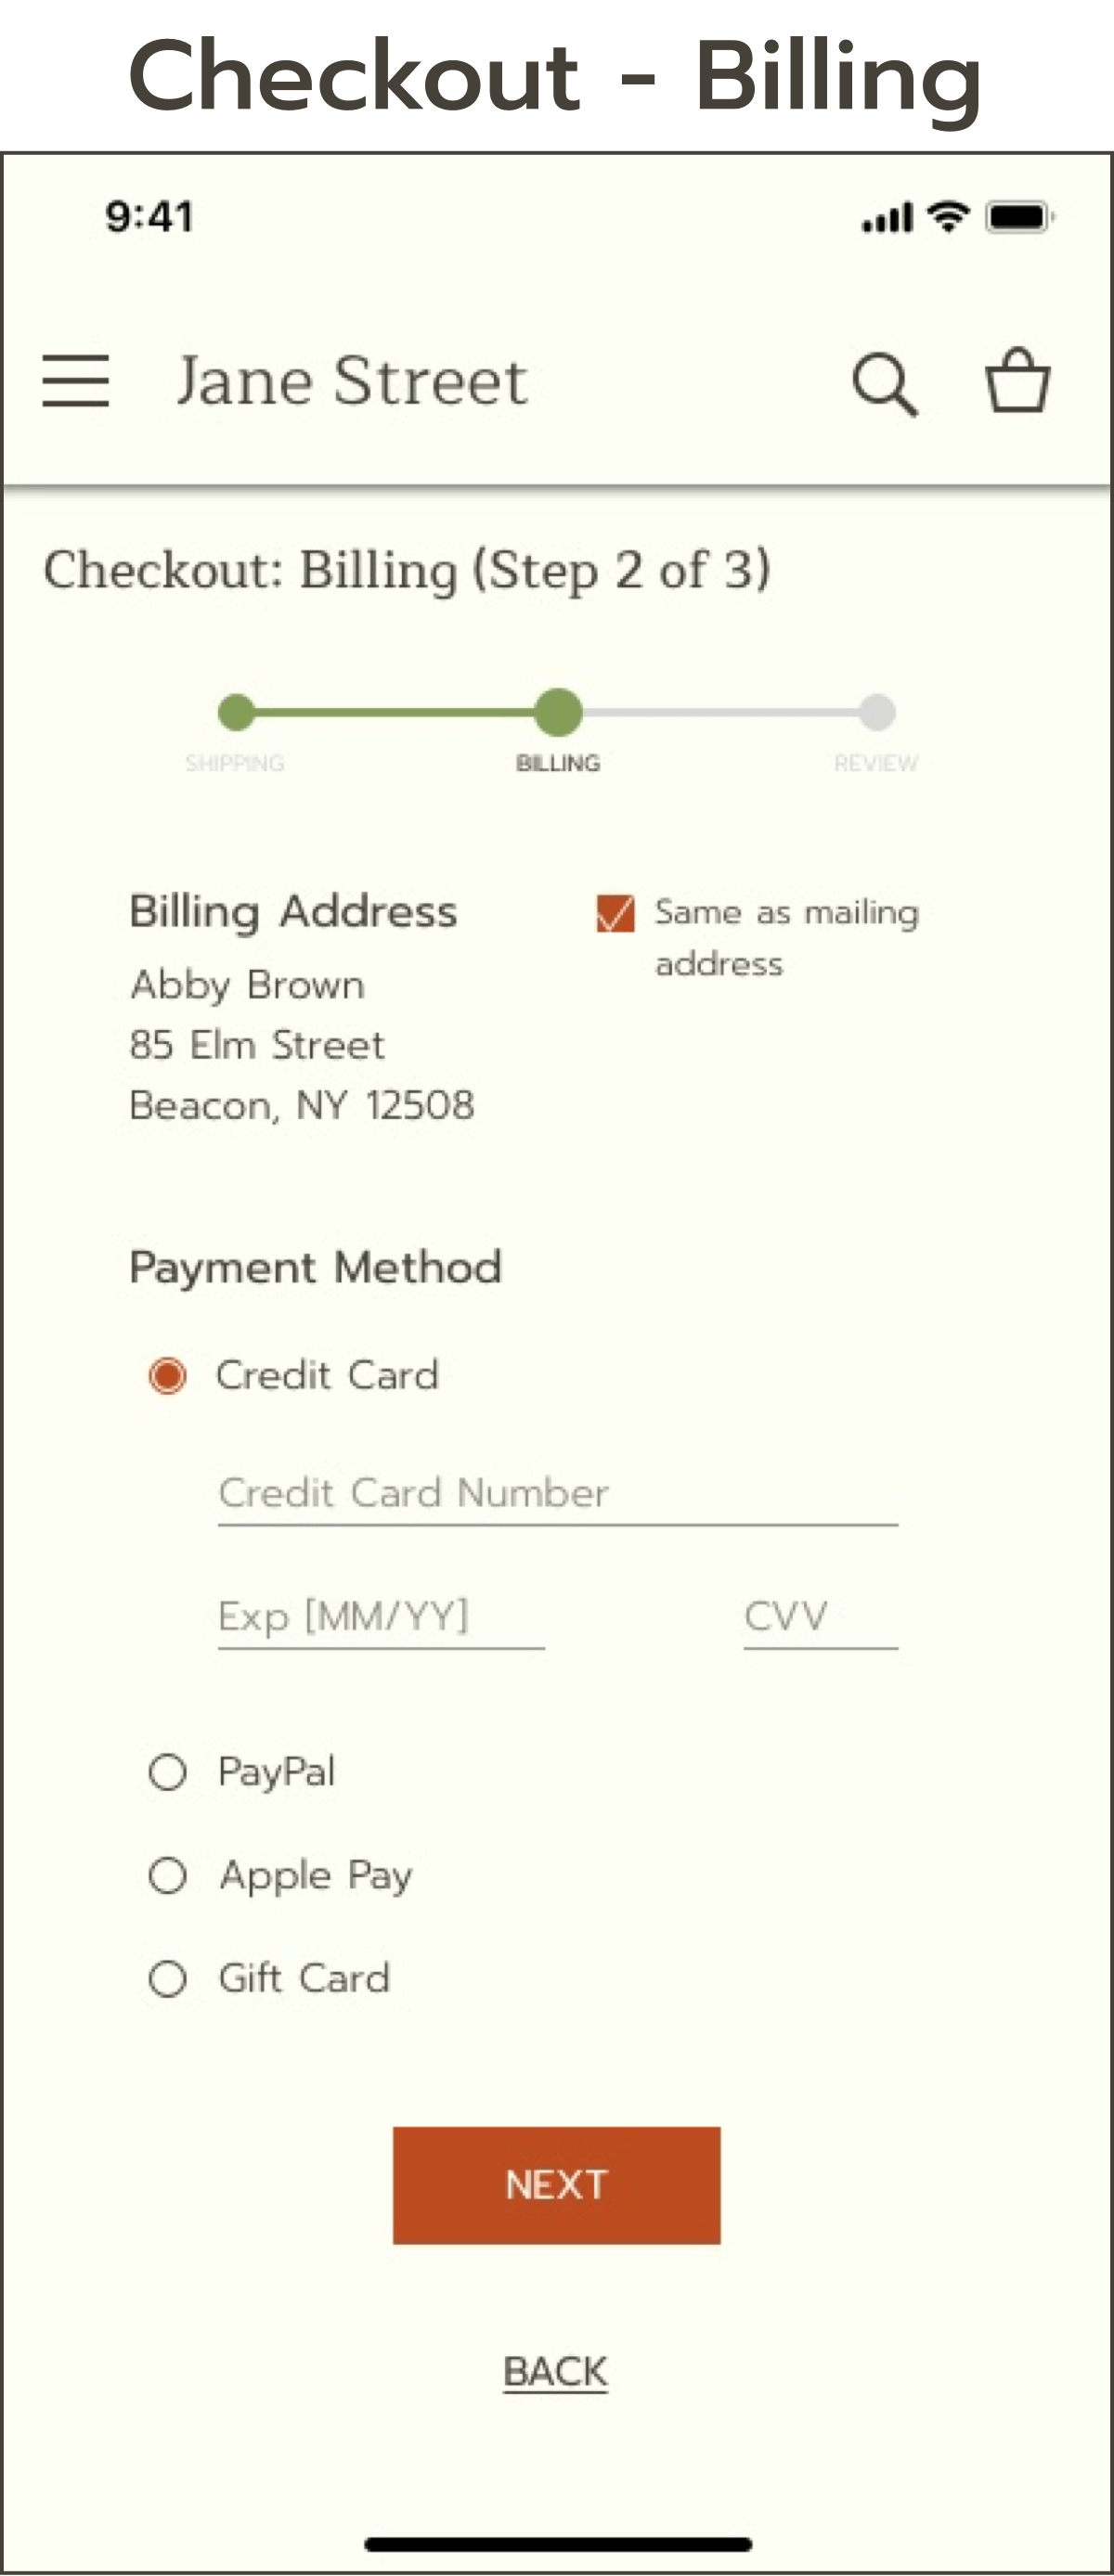 Checkout - Billing
9:41
Jane Street
Checkout: Billing (Step 2 of 3)
SHIPPING BILLING REVIEW
Billing Address
Same as mailing
address
Abby Brown
85 Elm Street
Beacon, NY 12508
Payment Method
Credit Card
Credit Card Number
Exp [MM/YY] CVV
PayPal
Apple Pay
Gift Card
NEXT
BACK